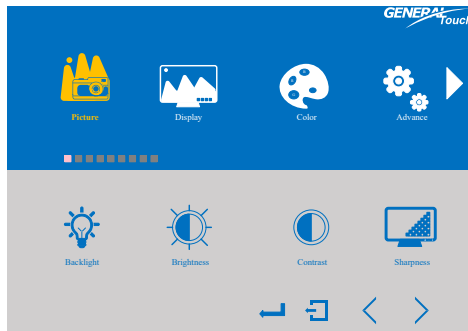 GENERAL
Touch
Picture
Display
Color
Advance
Backlight
Brightness
Contrast
Sharpness